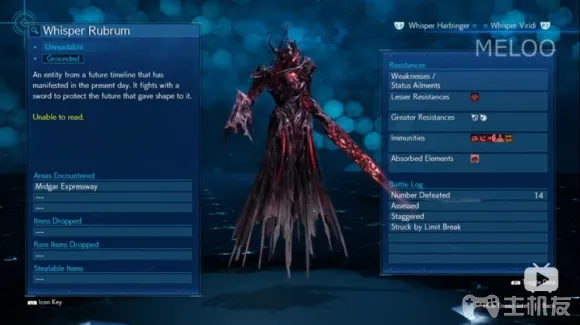 Whisper Rubrum
Whisper Harbinger
Whisper Viridi
MELOO
Unreadable
Grounded
An entity from a future timeline that has
manifested in the present day. It fights with a
sword to protect the future that gave shape to it.
Unable to read.
Areas Encountered
Midgar Expressway
---
---
Items Dropped
---
Rare Items Dropped
---
Stealable Items
---
Icon Key
Resistances
Weaknesses /
Status Ailments
Lesser Resistances
Greater Resistances
Immunities
Absorbed Elements
Battle Log
Number Defeated 14
Assessed
Staggered
Struck by Limit Break
主机友